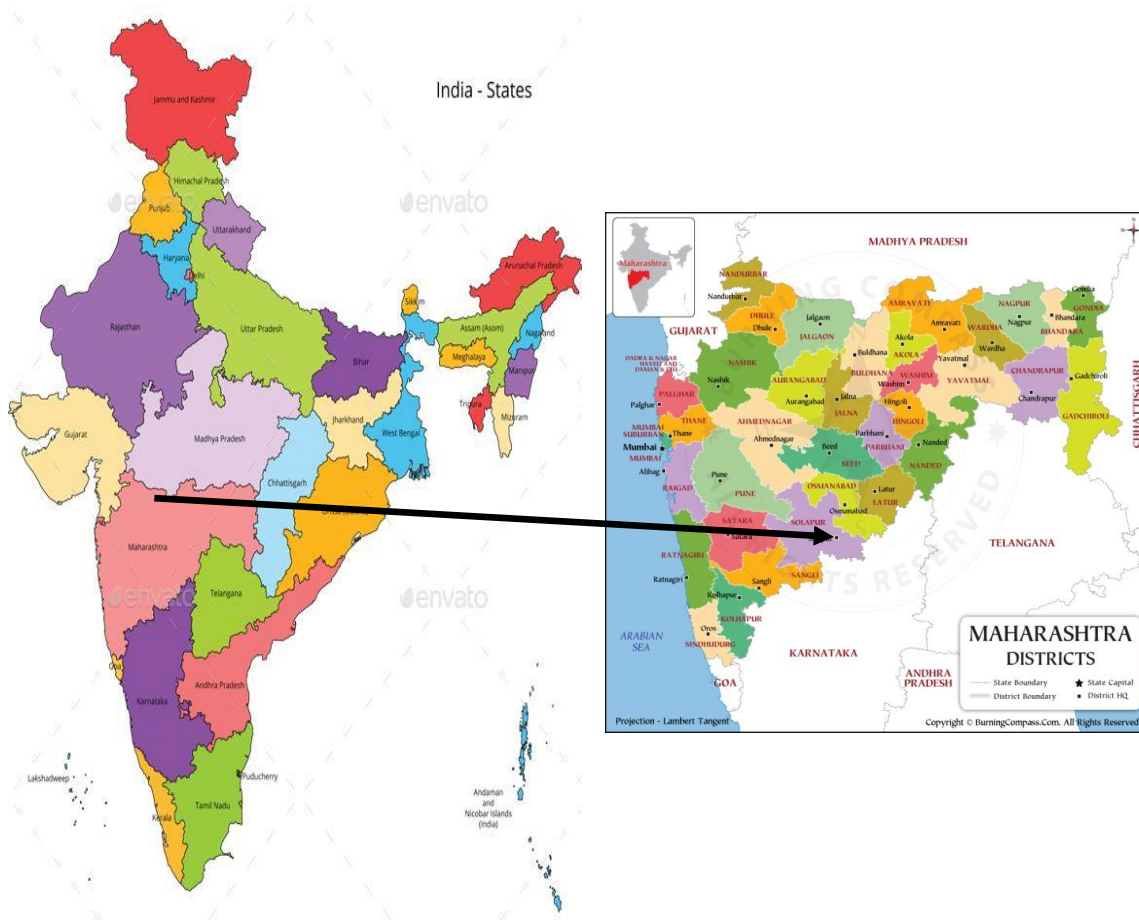 India - States
Jammu and Kashmir
Himachal Pradesh
Punjab
Uttarakhand
Haryana
Delhi
Rajasthan
Uttar Pradesh
Bihar
Sikkim
Arunachal Pradesh
Assam (Asom)
Nagaland
Meghalaya
Manipur
Tripura
Mizoram
Gujarat
Madhya Pradesh
Jharkhand
West Bengal
Chhattisgarh
Maharashtra
Telangana
Goa
Karnataka
Andhra Pradesh
Lakshadweep
Puducherry
Kerala
Tamil Nadu
Andaman
and
Nicobar Islands
(India)
envato
envato
envato
envato
Maharashtra
MADHYA PRADESH
GUJARAT
DADRA & NAGAR
HAVELI AND
DAMAN & DIU
CHHATTISGARH
NANDURBAR
Nandurbar
DHULE
Dhule
Jalgaon
JALGAON
AMRAVATI
Amravati
NAGPUR
Nagpur
WARDHA
Wardha
Bhandara
BHANDARA
Gondia
GONDIA
NASHIK
Nashik
Buldhana
BULDHANA
Akola
AKOLA
WASHIM
Washim
Yavatmal
YAVATMAL
CHANDRAPUR
Chandrapur
Gadchiroli
GADCHIROLI
AURANGABAD
Aurangabad
Jalna
JALNA
Hingoli
HINGOLI
PALGHAR
Palghar
THANE
Thane
MUMBAI
SUBURBAN
Mumbai
MUMBAI
AHMEDNAGAR
Ahmednagar
Parbhani
PARBHANI
Nanded
NANDED
Beed
BEED
Alibag
RAIGAD
Pune
PUNE
OSMANABAD
Osmanabad
Latur
LATUR
SATARA
Satara
SOLAPUR
RATNAGIRI
Ratnagiri
Sangli
SANGLI
Kolhapur
KOLHAPUR
Oros
SINDHUDURG
TELANGANA
ARABIAN
SEA
KARNATAKA
GOA
ANDHRA
PRADESH
MAHARASHTRA
DISTRICTS
State Boundary
State Capital
District Boundary
District HQ
Projection - Lambert Tangent
Copyright © BurningCompass.Com. All Rights Reserved